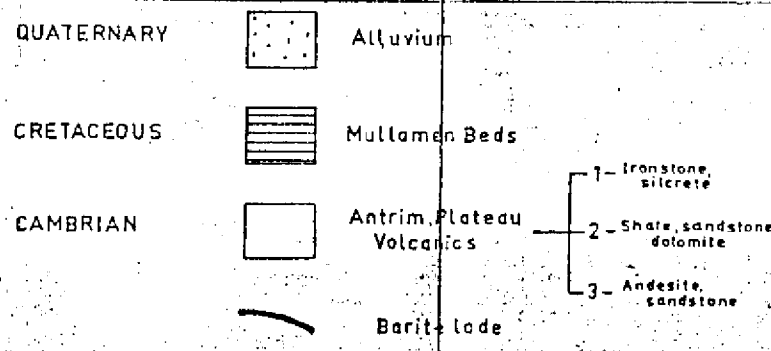 QUATERNARY Alluvium
CRETACEOUS Mullamen Beds
1- Ironstone,
silcrete
CAMBRIAN Antrim Plateau
Volcanics
2- Shale, sandstone
dolomite
3- Andesite,
sandstone
Barite lode